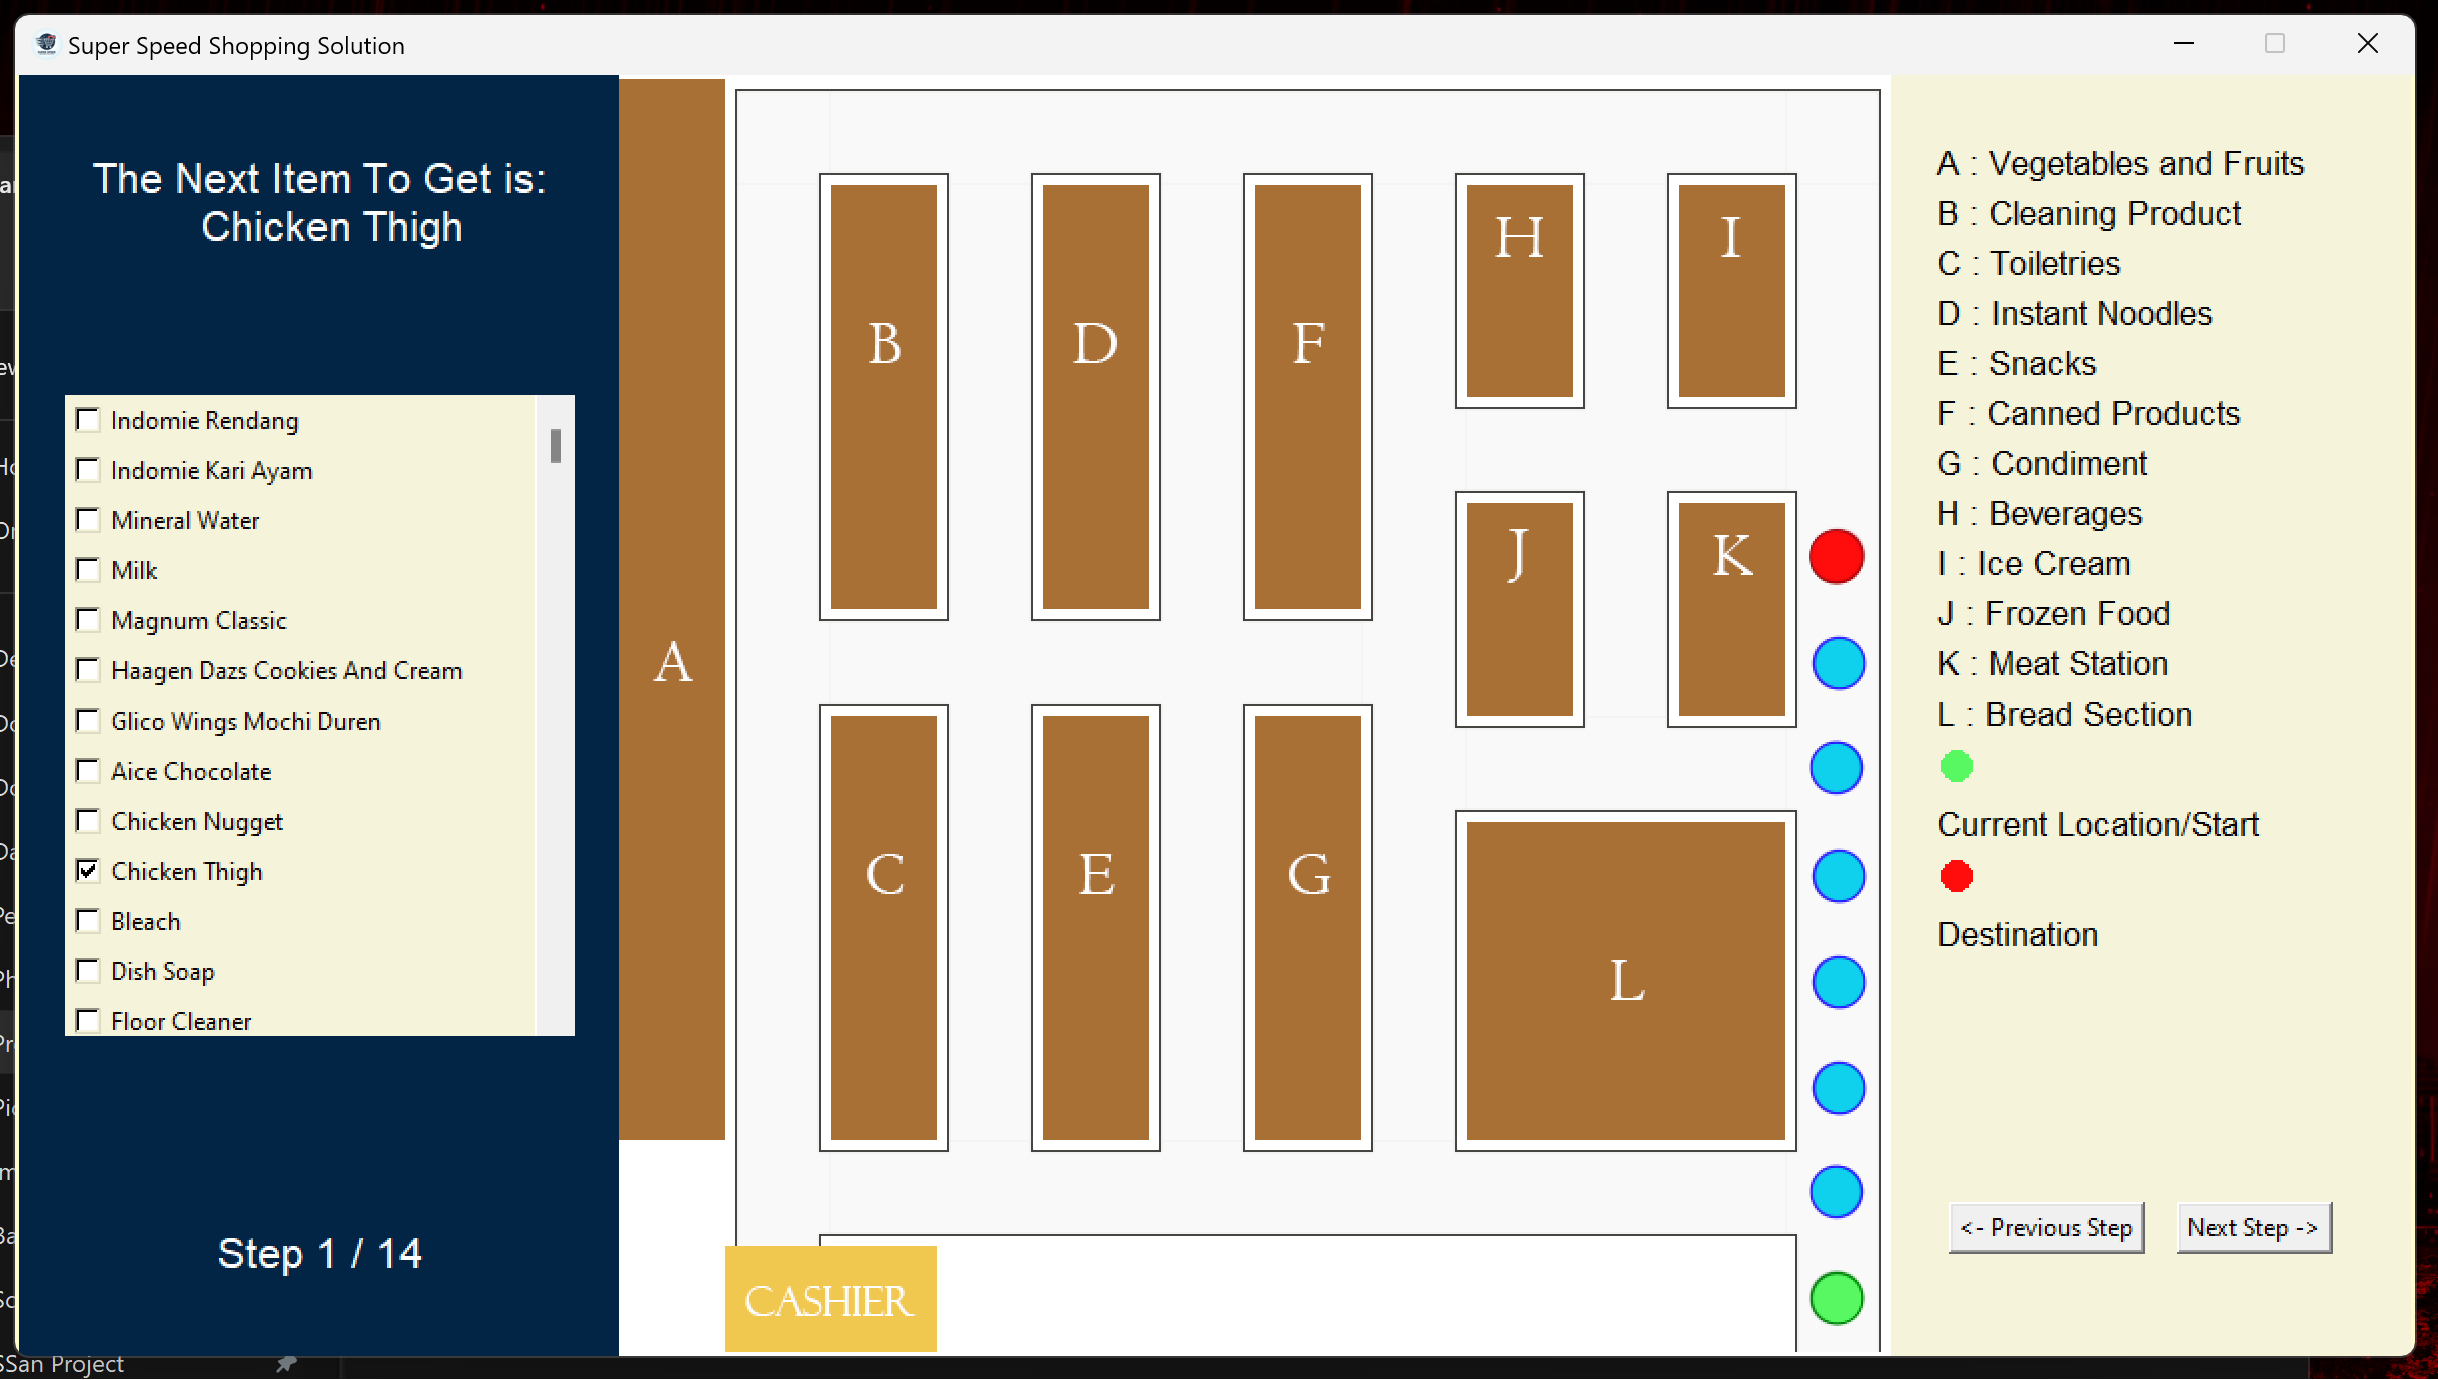 Super Speed Shopping Solution
The Next Item To Get is:
Chicken Thigh
Indomie Rendang
Indomie Kari Ayam
Mineral Water
Milk
Magnum Classic
Haagen Dazs Cookies And Cream
Glico Wings Mochi Duren
Aice Chocolate
Chicken Nugget
Chicken Thigh
Bleach
Dish Soap
Floor Cleaner
Step 1 / 14
A
B
D
F
H
I
J
K
C
E
G
L
CASHIER
A : Vegetables and Fruits
B : Cleaning Product
C : Toiletries
D : Instant Noodles
E : Snacks
F : Canned Products
G : Condiment
H : Beverages
I : Ice Cream
J : Frozen Food
K : Meat Station
L : Bread Section
Current Location/Start
Destination
<- Previous Step
Next Step ->
SSan Project